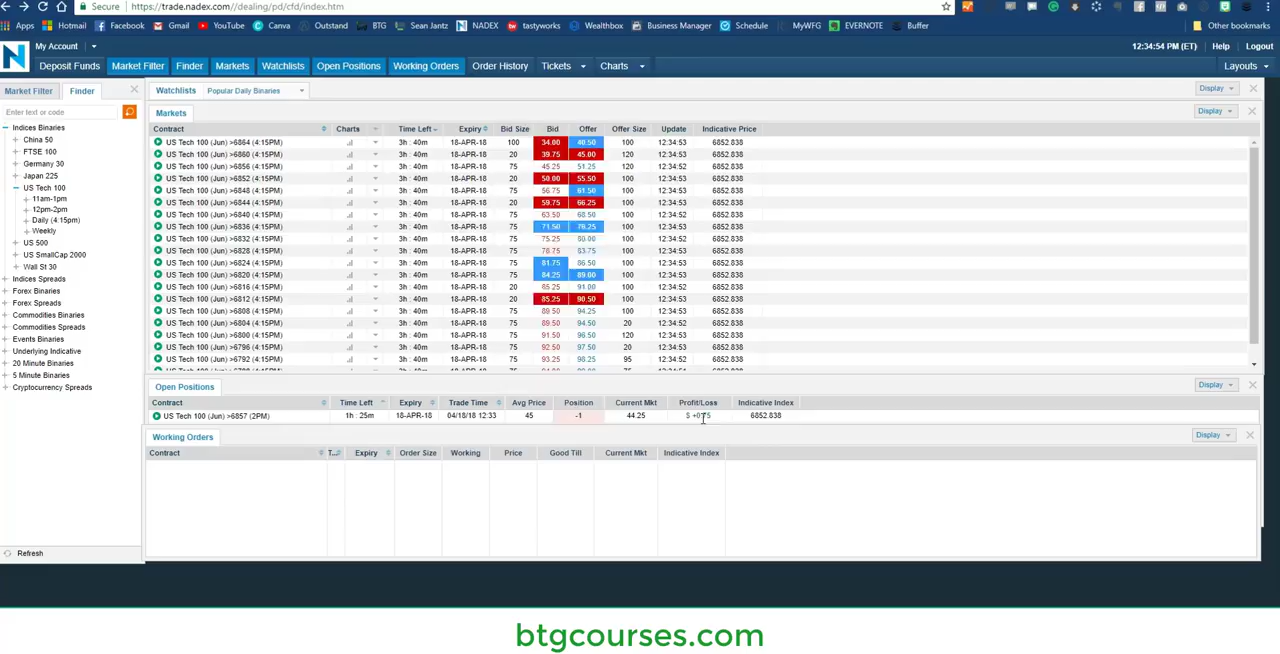 Secure https://trade.nadex.com//dealing/pd/cfd/index.htm
Apps Hotmail Facebook YouTube Gmail Canva Outstand BTG Sean Jantz NADEX tastyworks Wealthbox Business Manager Schedule MyWFG EVERNOTE Buffer Other bookmarks
N My Account 12:34:54 PM (ET) Help Logout
Deposit Funds Market Filter Finder Markets Watchlists Open Positions Working Orders Order History Tickets Charts Layouts
Market Filter Finder
Enter text or code
Indices Binaries
China 50
FTSE 100
Germany 30
Japan 225
US Tech 100
11am-1pm
12pm-2pm
Daily (4:15pm)
Weekly
US 500
US SmallCap 2000
Wall St 30
Indices Spreads
Forex Binaries
Forex Spreads
Commodities Binaries
Commodities Spreads
Events Binaries
Underlying Indicative
20 Minute Binaries
5 Minute Binaries
Cryptocurrency Spreads
Refresh
Watchlists Popular Daily Binaries Display
Markets Display
Contract Charts Time Left Expiry Bid Size Bid Offer Offer Size Update Indicative Price
US Tech 100 (Jun) >6864 (4:15PM) 3h : 40m 18-APR-18 100 34.00 40.50 100 12:34:53 6852.838
US Tech 100 (Jun) >6860 (4:15PM) 3h : 40m 18-APR-18 20 39.75 45.00 120 12:34:53 6852.838
US Tech 100 (Jun) >6856 (4:15PM) 3h : 40m 18-APR-18 75 45.25 51.25 120 12:34:53 6852.838
US Tech 100 (Jun) >6852 (4:15PM) 3h : 40m 18-APR-18 20 50.00 55.50 100 12:34:53 6852.838
US Tech 100 (Jun) >6848 (4:15PM) 3h : 40m 18-APR-18 75 56.75 61.50 100 12:34:53 6852.838
US Tech 100 (Jun) >6844 (4:15PM) 3h : 40m 18-APR-18 20 59.75 66.25 100 12:34:53 6852.838
US Tech 100 (Jun) >6840 (4:15PM) 3h : 40m 18-APR-18 75 63.50 68.50 100 12:34:52 6852.838
US Tech 100 (Jun) >6836 (4:15PM) 3h : 40m 18-APR-18 75 71.50 76.25 100 12:34:53 6852.838
US Tech 100 (Jun) >6832 (4:15PM) 3h : 40m 18-APR-18 75 75.25 80.00 100 12:34:53 6852.838
US Tech 100 (Jun) >6828 (4:15PM) 3h : 40m 18-APR-18 75 78.75 83.75 100 12:34:53 6852.838
US Tech 100 (Jun) >6824 (4:15PM) 3h : 40m 18-APR-18 75 81.75 86.50 100 12:34:53 6852.838
US Tech 100 (Jun) >6820 (4:15PM) 3h : 40m 18-APR-18 75 84.25 89.00 100 12:34:53 6852.838
US Tech 100 (Jun) >6816 (4:15PM) 3h : 40m 18-APR-18 20 85.25 91.00 100 12:34:52 6852.838
US Tech 100 (Jun) >6812 (4:15PM) 3h : 40m 18-APR-18 20 85.25 90.50 100 12:34:53 6852.838
US Tech 100 (Jun) >6808 (4:15PM) 3h : 40m 18-APR-18 75 89.50 94.25 100 12:34:52 6852.838
US Tech 100 (Jun) >6804 (4:15PM) 3h : 40m 18-APR-18 75 89.50 94.50 20 12:34:52 6852.838
US Tech 100 (Jun) >6800 (4:15PM) 3h : 40m 18-APR-18 75 91.50 96.50 120 12:34:53 6852.838
US Tech 100 (Jun) >6796 (4:15PM) 3h : 40m 18-APR-18 75 92.50 97.50 20 12:34:53 6852.838
US Tech 100 (Jun) >6792 (4:15PM) 3h : 40m 18-APR-18 75 93.25 98.25 95 12:34:52 6852.838
Open Positions Display
Contract Time Left Expiry Trade Time Avg Price Position Current Mkt Profit/Loss Indicative Index
US Tech 100 (Jun) >6857 (2PM) 1h : 25m 18-APR-18 04/18/18 12:33 45 -1 44.25 $ +0.75 6852.838
Working Orders Display
Contract T... Expiry Order Size Working Price Good Till Current Mkt Indicative Index
btgcourses.com